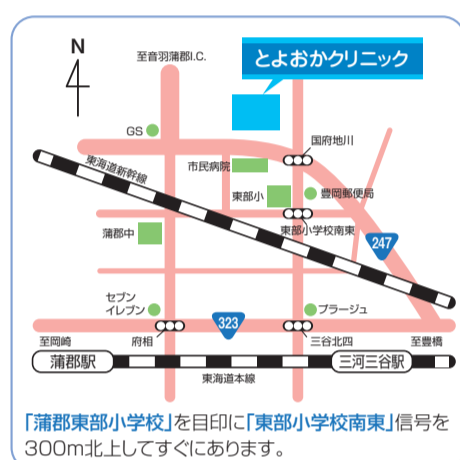 N
至音羽蒲郡I.C.
とよおかクリニック
GS
国府地川
東海道新幹線
市民病院
豊岡郵便局
東部小
蒲郡中
東部小学校南東
247
セブン
イレブン
プラージュ
323
至岡崎
府相
三谷北四
至豊橋
蒲郡駅
三河三谷駅
東海道本線
「蒲郡東部小学校」を目印に「東部小学校南東」信号を
300m北上してすぐにあります。